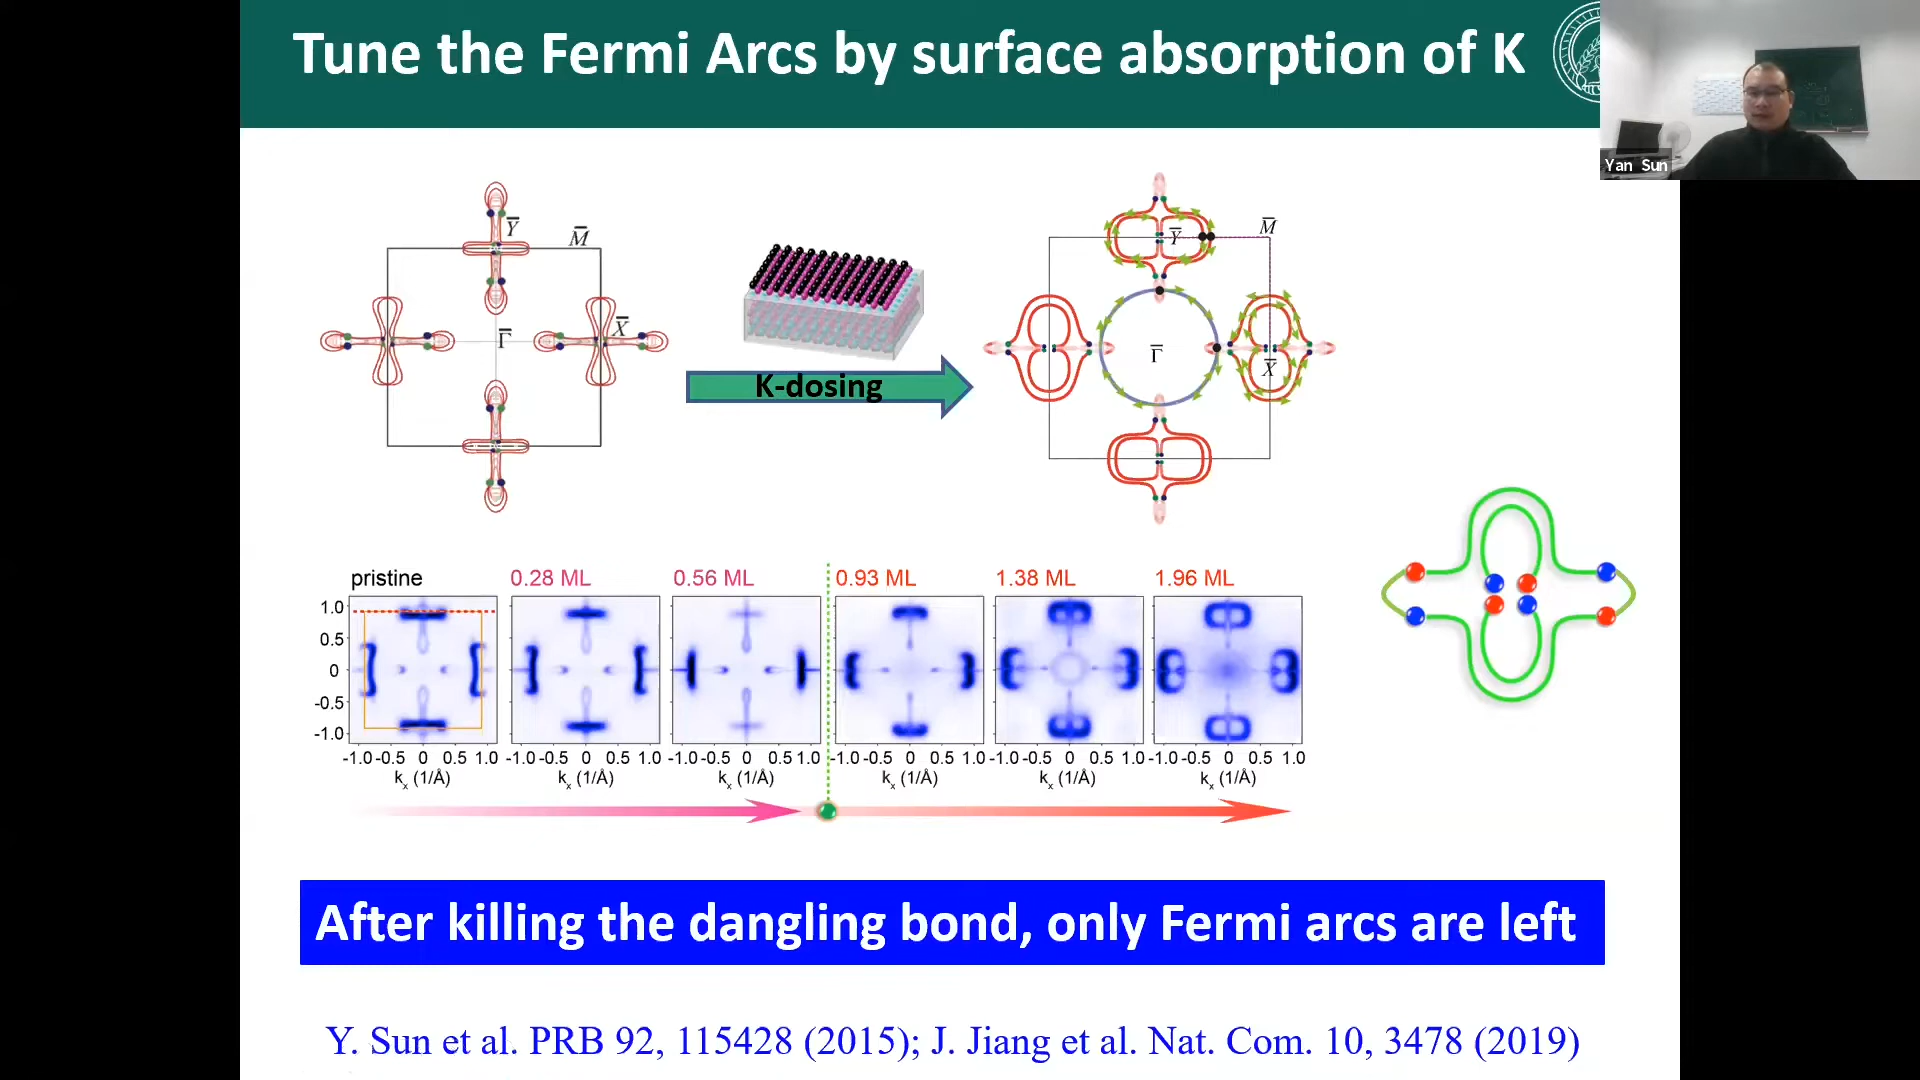 Tune the Fermi Arcs by surface absorption of K
Yan Sun
Y̅
M̅
Γ̅
X̅
K-dosing
M̅
Y̅
Γ̅
X̅
pristine
0.28 ML
0.56 ML
0.93 ML
1.38 ML
1.96 ML
1.0
0.5
0
-0.5
-1.0
-1.0 -0.5 0 0.5 1.0 -1.0 -0.5 0 0.5 1.0 -1.0 -0.5 0 0.5 1.0 -1.0 -0.5 0 0.5 1.0 -1.0 -0.5 0 0.5 1.0 -1.0 -0.5 0 0.5 1.0
kx (1/Å) kx (1/Å) kx (1/Å) kx (1/Å) kx (1/Å) kx (1/Å)
After killing the dangling bond, only Fermi arcs are left
Y. Sun et al. PRB 92, 115428 (2015); J. Jiang et al. Nat. Com. 10, 3478 (2019)